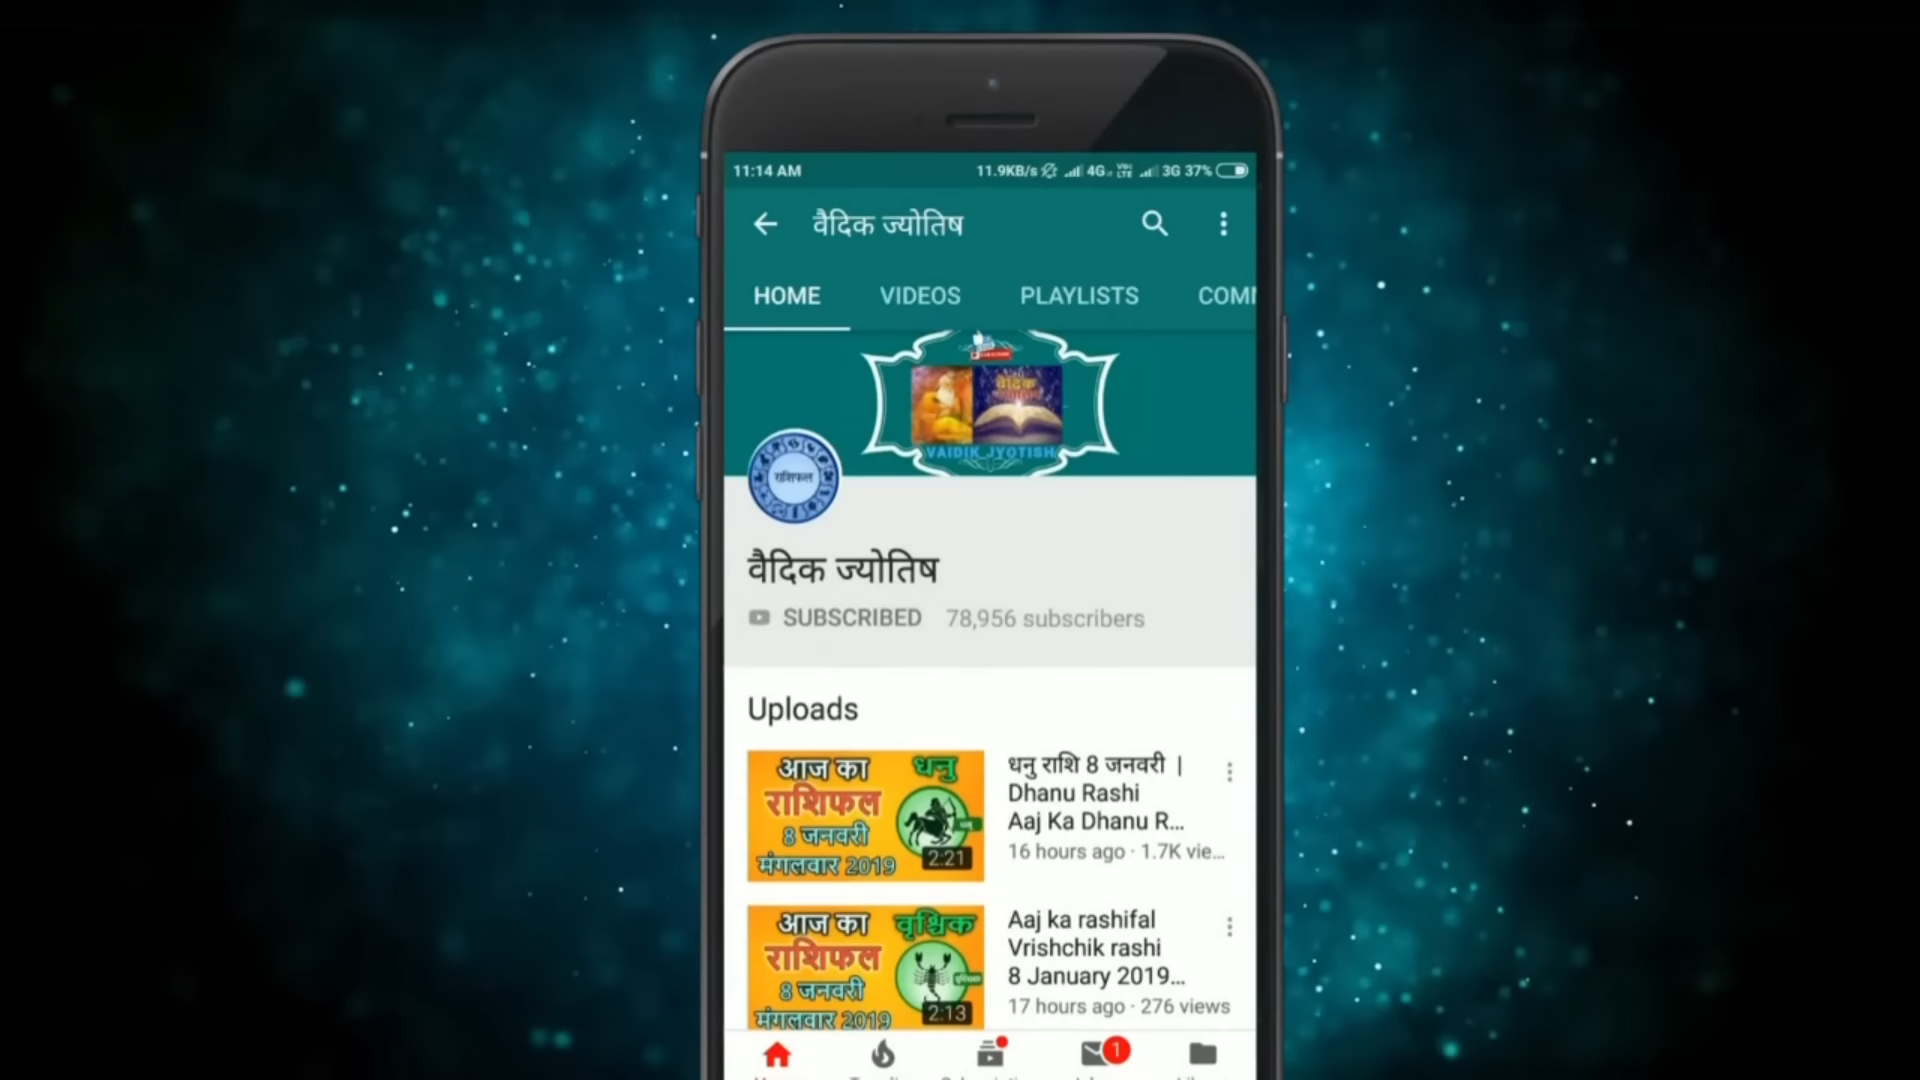 11:14 AM
11.9KB/s 4G VoLTE 3G 37%
वैदिक ज्योतिष
HOME VIDEOS PLAYLISTS COMM
वैदिक
VAIDIK JYOTISH
राशिफल
वैदिक ज्योतिष
SUBSCRIBED 78,956 subscribers
Uploads
आज का धनु
राशिफल
8 जनवरी
मंगलवार 2019
2:21
धनु राशि 8 जनवरी |
Dhanu Rashi
Aaj Ka Dhanu R...
16 hours ago · 1.7K vie...
आज का वृश्चिक
राशिफल
8 जनवरी
मंगलवार 2019
2:13
Aaj ka rashifal
Vrishchik rashi
8 January 2019...
17 hours ago · 276 views
1